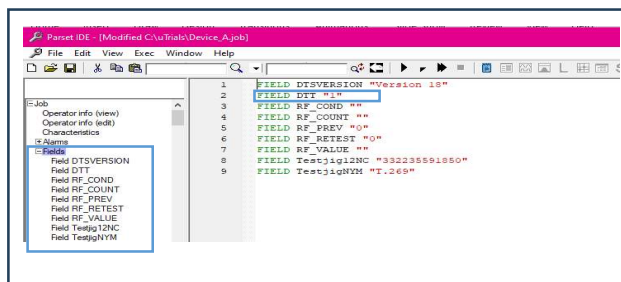 Parset IDE - [Modified C:\uTrials\Device_A.job]
File Edit View Exec Window Help
Job
Operator info (view)
Operator info (edit)
Characteristics
Alarms
Fields
Field DTSVERSION
Field DTT
Field RF_COND
Field RF_COUNT
Field RF_PREV
Field RF_RETEST
Field RF_VALUE
Field Testjig12NC
Field TestjigNYM
1 FIELD DTSVERSION "Version 18"
2 FIELD DTT "1"
3 FIELD RF_COND ""
4 FIELD RF_COUNT ""
5 FIELD RF_PREV "0"
6 FIELD RF_RETEST "0"
7 FIELD RF_VALUE ""
8 FIELD Testjig12NC "332235591850"
9 FIELD TestjigNYM "T.269"